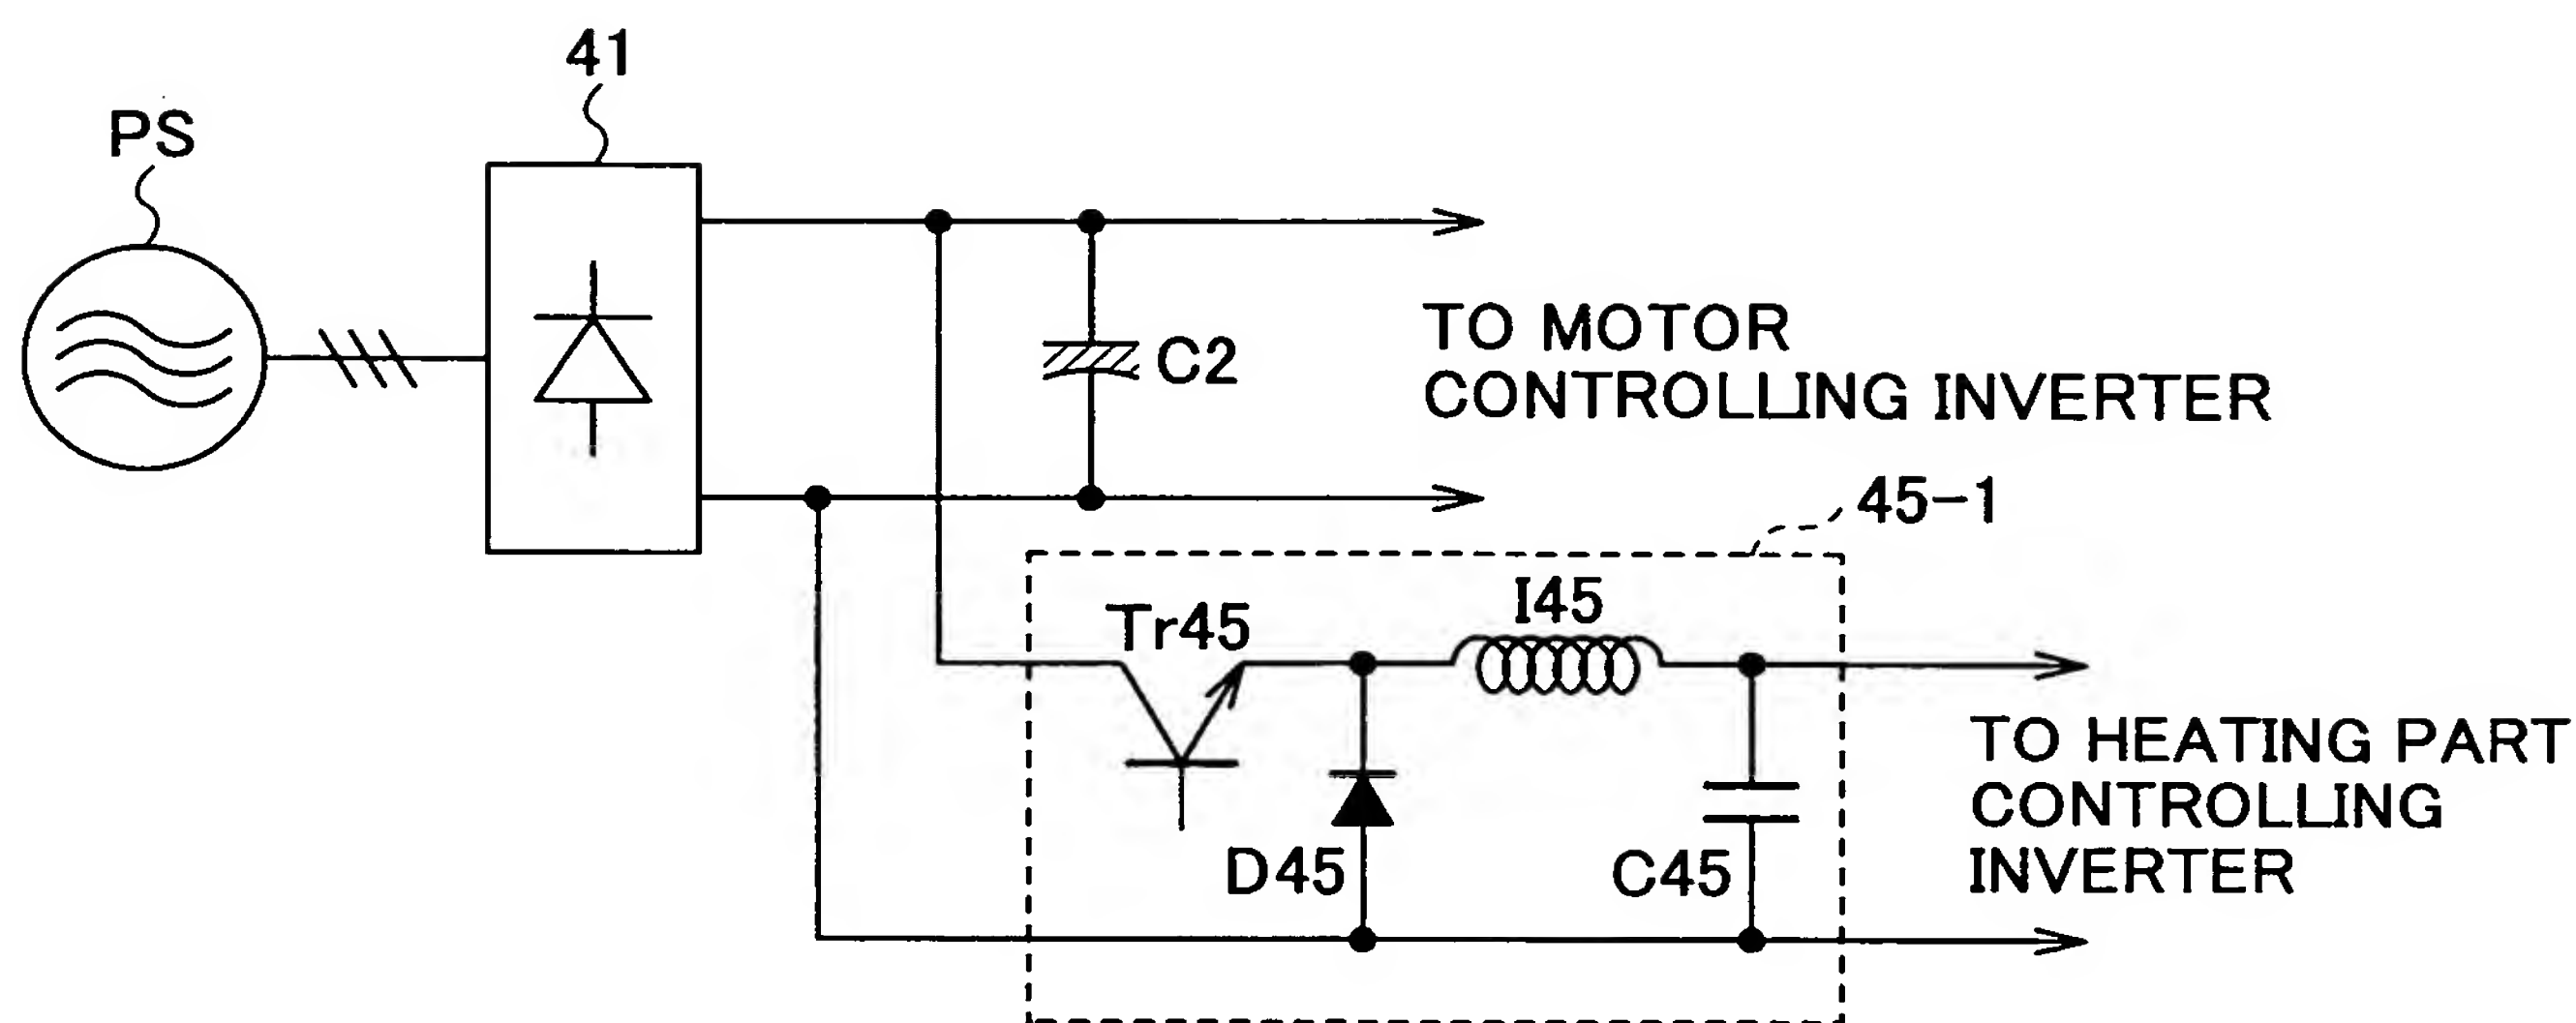 41
PS
C2
TO MOTOR
CONTROLLING INVERTER
45-1
I45
Tr45
D45
C45
TO HEATING PART
CONTROLLING
INVERTER